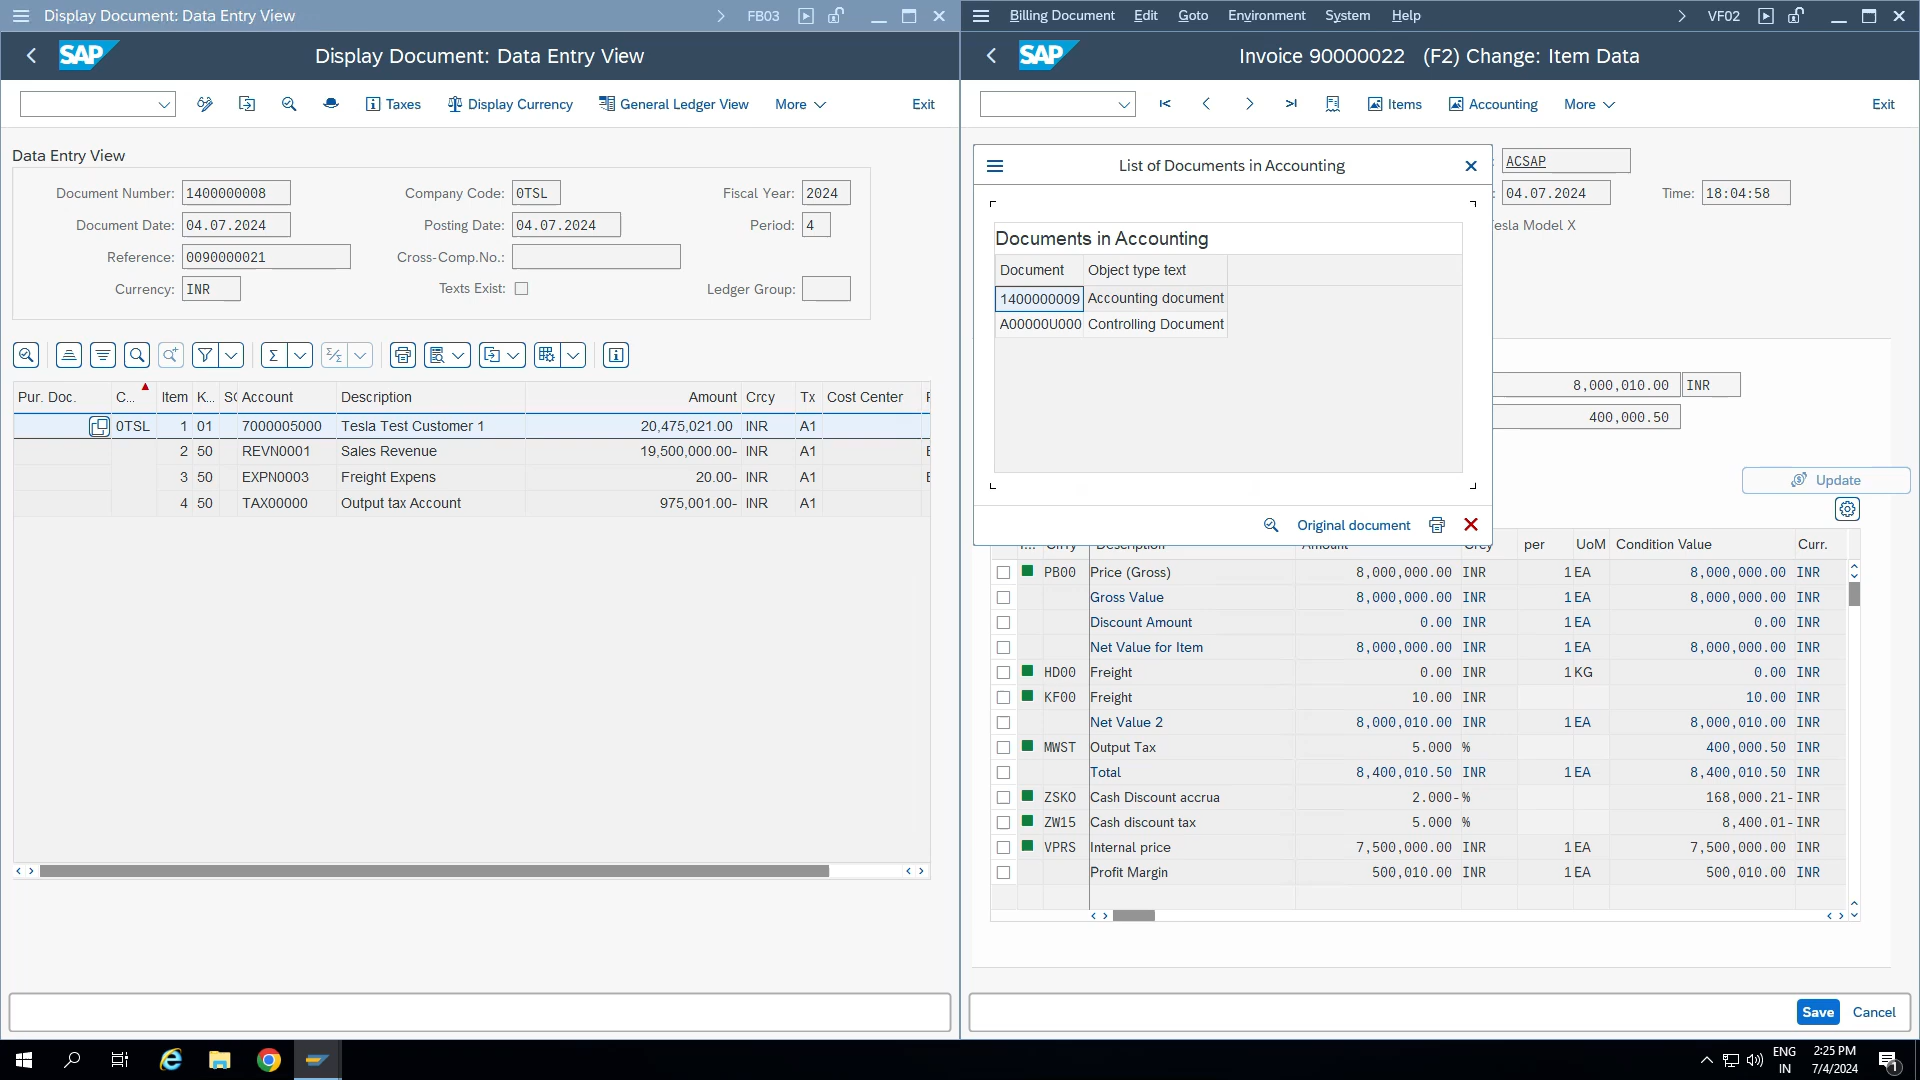 Display Document: Data Entry View
FB03
SAP
Display Document: Data Entry View
Taxes
Display Currency
General Ledger View
More
Exit
Data Entry View
Document Number: 1400000008
Company Code: 0TSL
Fiscal Year: 2024
Document Date: 04.07.2024
Posting Date: 04.07.2024
Period: 4
Reference: 0090000021
Cross-Comp.No.:
Currency: INR
Texts Exist:
Ledger Group:
Pur. Doc. C... Item K... SG Account Description Amount Crcy Tx Cost Center
0TSL 1 01 7000005000 Tesla Test Customer 1 20,475,021.00 INR A1
2 50 REVN0001 Sales Revenue 19,500,000.00- INR A1
3 50 EXPN0003 Freight Expens 20.00- INR A1
4 50 TAX00000 Output tax Account 975,001.00- INR A1
Billing Document Edit Goto Environment System Help
VF02
SAP
Invoice 90000022 (F2) Change: Item Data
Items
Accounting
More
Exit
ACSAP
04.07.2024
Time: 18:04:58
esla Model X
List of Documents in Accounting
Documents in Accounting
Document Object type text
1400000009 Accounting document
A00000U000 Controlling Document
Original document
8,000,010.00 INR
400,000.50
Update
CnTy Description Amount Crcy per UoM Condition Value Curr.
PB00 Price (Gross) 8,000,000.00 INR 1 EA 8,000,000.00 INR
Gross Value 8,000,000.00 INR 1 EA 8,000,000.00 INR
Discount Amount 0.00 INR 1 EA 0.00 INR
Net Value for Item 8,000,000.00 INR 1 EA 8,000,000.00 INR
HD00 Freight 0.00 INR 1 KG 0.00 INR
KF00 Freight 10.00 INR 10.00 INR
Net Value 2 8,000,010.00 INR 1 EA 8,000,010.00 INR
MWST Output Tax 5.000 % 400,000.50 INR
Total 8,400,010.50 INR 1 EA 8,400,010.50 INR
ZSKO Cash Discount accrua 2.000- % 168,000.21- INR
ZW15 Cash discount tax 5.000 % 8,400.01- INR
VPRS Internal price 7,500,000.00 INR 1 EA 7,500,000.00 INR
Profit Margin 500,010.00 INR 1 EA 500,010.00 INR
Save Cancel
ENG
IN
2:25 PM
7/4/2024
1